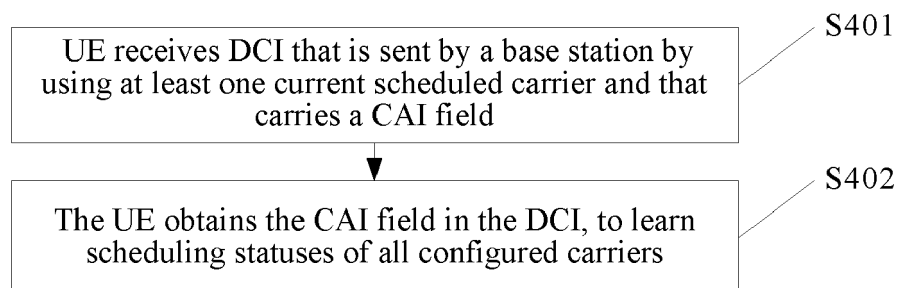 S401
UE receives DCI that is sent by a base station by
using at least one current scheduled carrier and that
carries a CAI field
S402
The UE obtains the CAI field in the DCI, to learn
scheduling statuses of all configured carriers